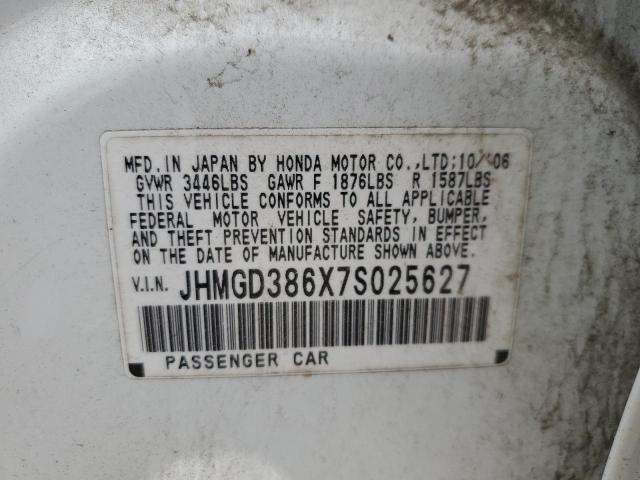 MFD. IN JAPAN BY HONDA MOTOR CO., LTD; 10/'06
GVWR 3446LBS GAWR F 1876LBS R 1587LBS
THIS VEHICLE CONFORMS TO ALL APPLICABLE
FEDERAL MOTOR VEHICLE SAFETY, BUMPER,
AND THEFT PREVENTION STANDARDS IN EFFECT
ON THE DATE OF MANUFACTURE SHOWN ABOVE.
V.I.N. JHMGD386X7S025627
PASSENGER CAR